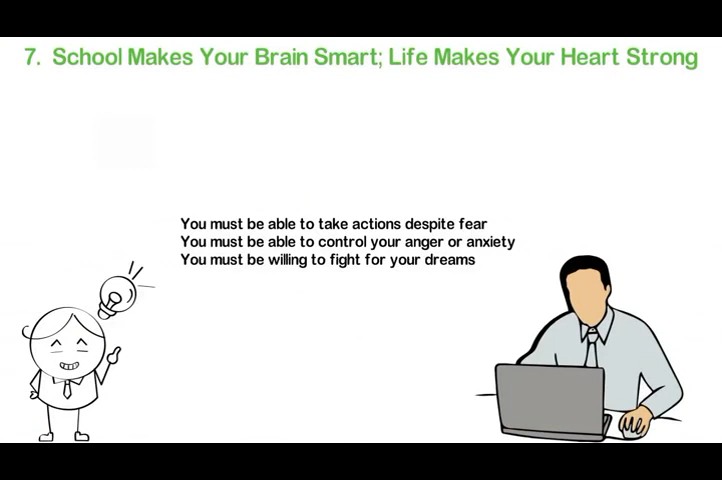 7. School Makes Your Brain Smart; Life Makes Your Heart Strong
You must be able to take actions despite fear
You must be able to control your anger or anxiety
You must be willing to fight for your dreams
Me